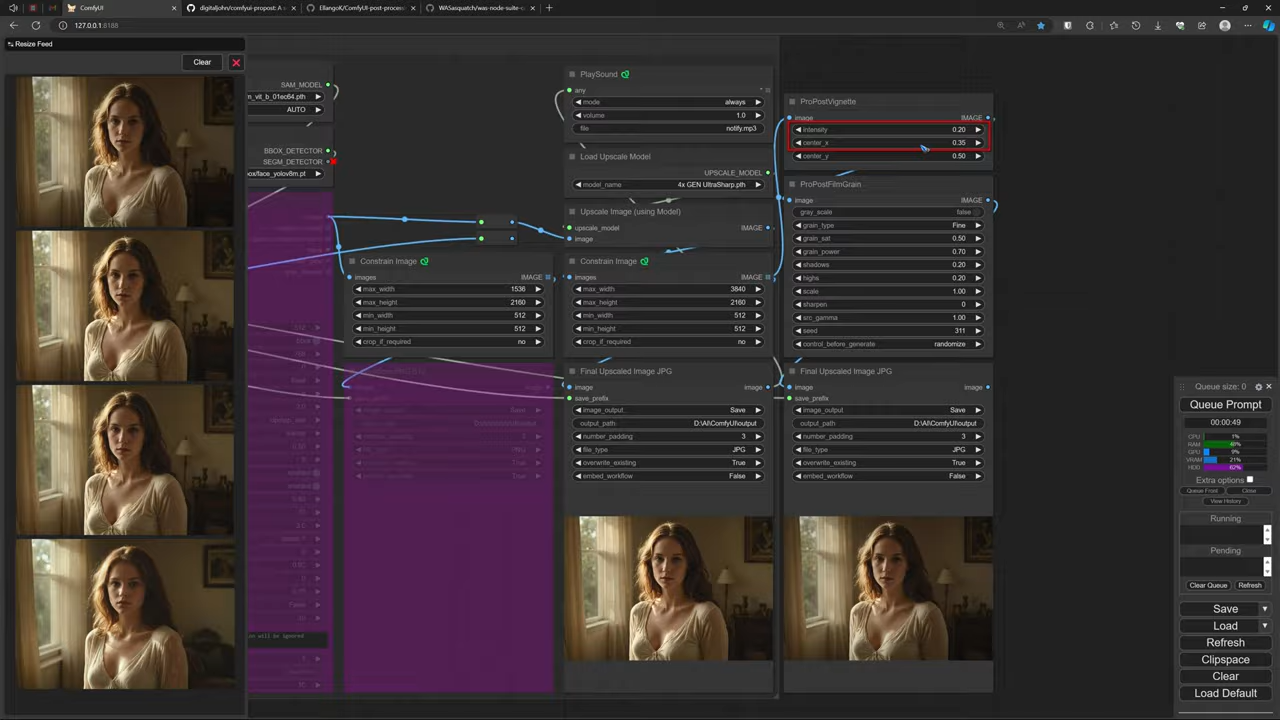 ComfyUI
digitaljohn/comfyui-propost: A s
EllangoK/ComfyUI-post-proces
WASasquatch/was-node-suite-c
127.0.0.1:8188
Resize Feed
Clear
SAM_MODEL
m_vit_b_01ec64.pth
AUTO
BBOX_DETECTOR
SEGM_DETECTOR
box/face_yolov8m.pt
Constrain Image
images
IMAGE
max_width
1536
max_height
2160
min_width
512
min_height
512
crop_if_required
no
PlaySound
any
mode
always
volume
1.0
file
notify.mp3
Load Upscale Model
UPSCALE_MODEL
model_name
4x GEN UltraSharp.pth
Upscale Image (using Model)
upscale_model
IMAGE
image
Constrain Image
images
IMAGE
max_width
3840
max_height
2160
min_width
512
min_height
512
crop_if_required
no
Final Upscaled Image JPG
image
image
save_prefix
image_output
Save
output_path
D:\AI\ComfyUI\output
number_padding
3
file_type
JPG
overwrite_existing
True
embed_workflow
False
ProPostVignette
image
IMAGE
intensity
0.20
center_x
0.35
center_y
0.50
ProPostFilmGrain
image
IMAGE
gray_scale
false
grain_type
Fine
grain_sat
0.50
grain_power
0.70
shadows
0.20
highs
0.20
scale
1.00
sharpen
0
src_gamma
1.00
seed
311
control_before_generate
randomize
Final Upscaled Image JPG
image
image
save_prefix
image_output
Save
output_path
D:\AI\ComfyUI\output
number_padding
3
file_type
JPG
overwrite_existing
True
embed_workflow
False
Queue size: 0
Queue Prompt
00:00:49
CPU
1%
RAM
GPU
9%
VRAM
21%
HDD
Extra options
Queue Front
Close
View History
Running
Pending
Clear Queue
Refresh
Save
Load
Refresh
Clipspace
Clear
Load Default